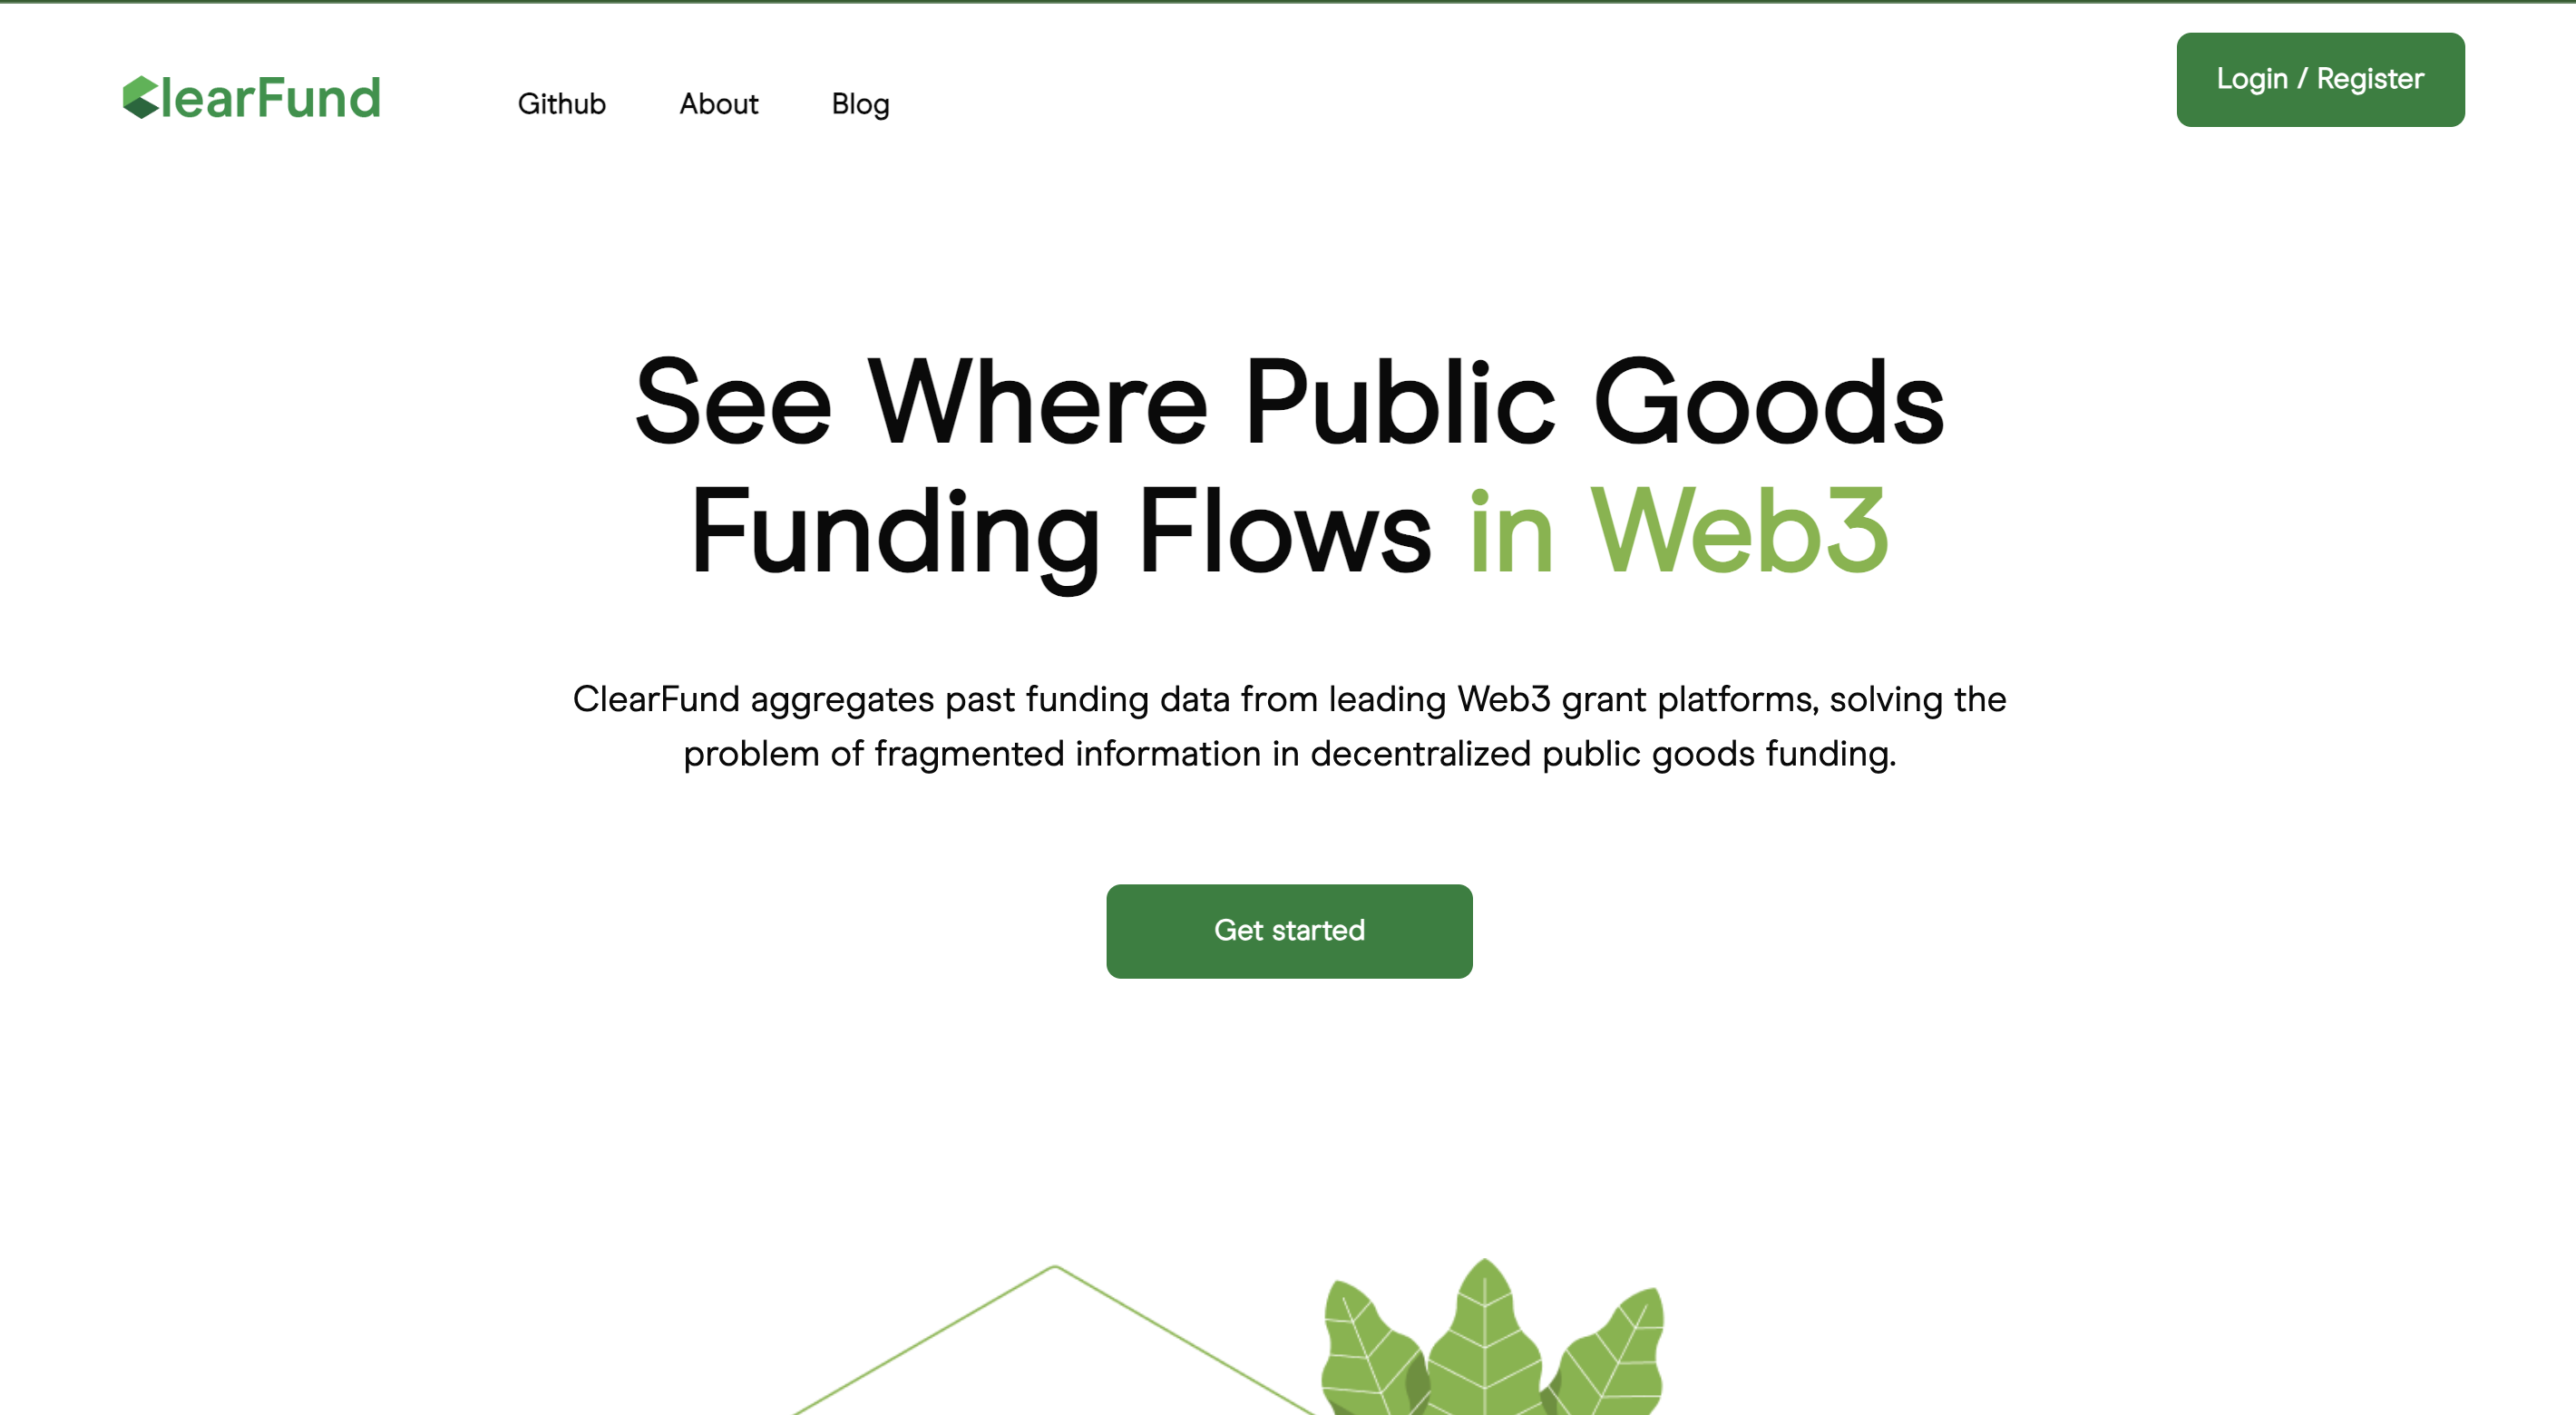 ClearFund
Github
About
Blog
Login / Register
See Where Public Goods
Funding Flows in Web3
ClearFund aggregates past funding data from leading Web3 grant platforms, solving the
problem of fragmented information in decentralized public goods funding.
Get started